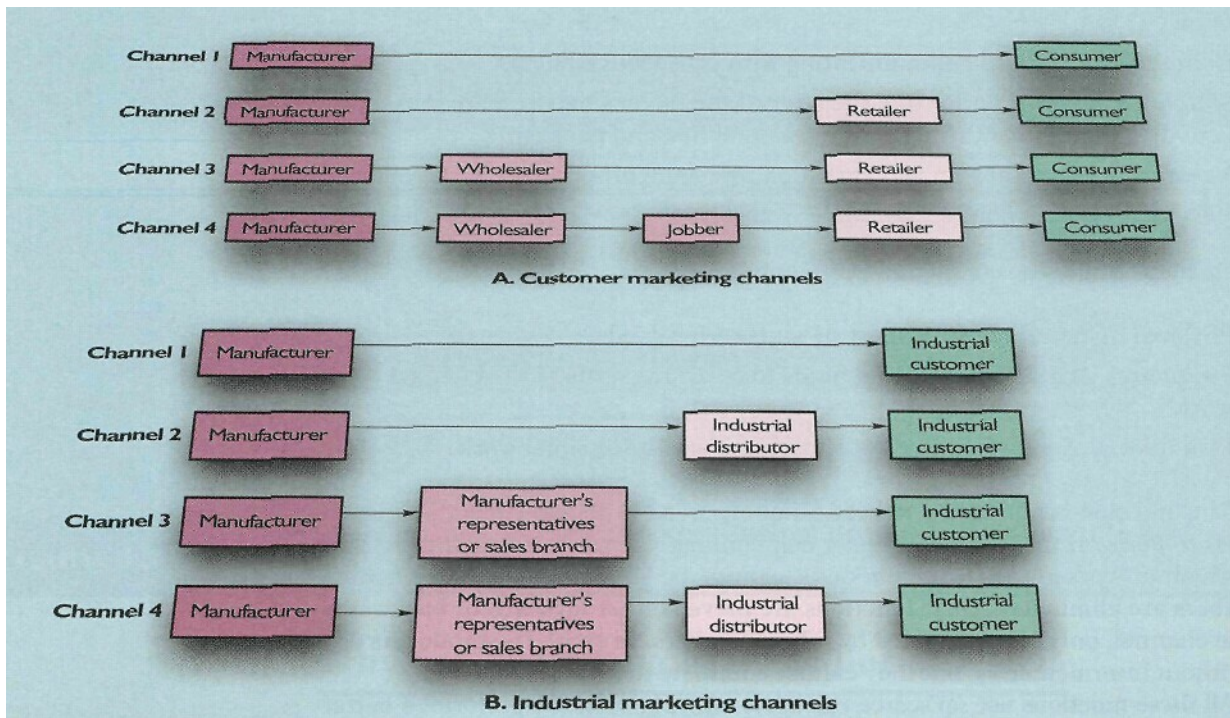 Channel 1 Manufacturer Consumer
Channel 2 Manufacturer Retailer Consumer
Channel 3 Manufacturer Wholesaler Retailer Consumer
Channel 4 Manufacturer Wholesaler Jobber Retailer Consumer
A. Customer marketing channels
Channel 1 Manufacturer Industrial customer
Channel 2 Manufacturer Industrial distributor Industrial customer
Channel 3 Manufacturer Manufacturer's representatives or sales branch Industrial customer
Channel 4 Manufacturer Manufacturer's representatives or sales branch Industrial distributor Industrial customer
B. Industrial marketing channels